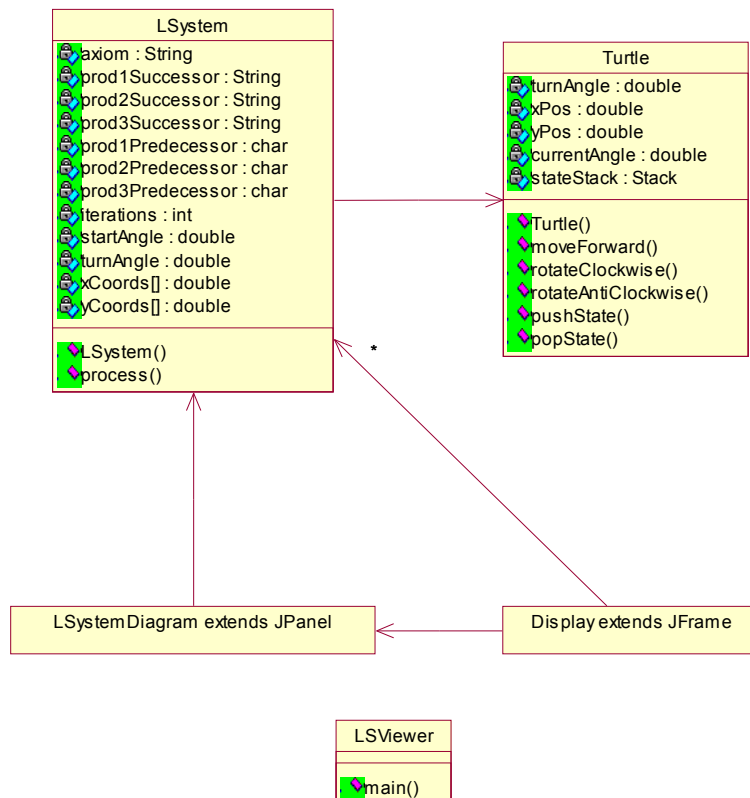 LSystem
axiom : String
prod1Successor : String
prod2Successor : String
prod3Successor : String
prod1Predecessor : char
prod2Predecessor : char
prod3Predecessor : char
iterations : int
startAngle : double
turnAngle : double
xCoords[] : double
yCoords[] : double
LSystem()
process()
Turtle
turnAngle : double
xPos : double
yPos : double
currentAngle : double
stateStack : Stack
Turtle()
moveForward()
rotateClockwise()
rotateAntiClockwise()
pushState()
popState()
*
LSystemDiagram extends JPanel
Display extends JFrame
LSViewer
main()